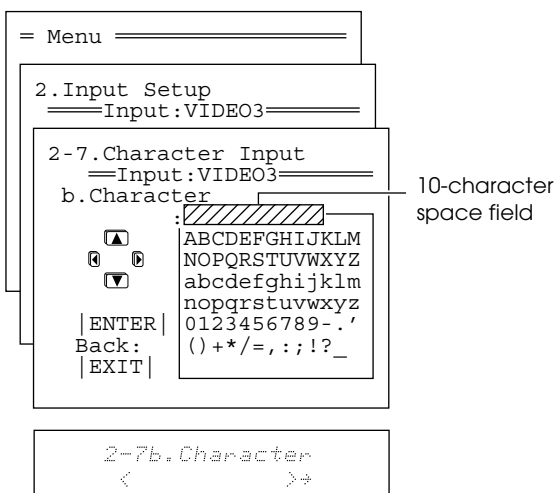 = Menu
2.Input Setup
Input:VIDEO3
2-7.Character Input
Input:VIDEO3
b.Character
:
10-character
space field
ABCDEFGHIJKLM
NOPQRSTUVWXYZ
abcdefghijklm
nopqrstuvwxyz
|ENTER| 0123456789-.’
Back: ()+*/=,:;!?_
|EXIT|
2-7b.Character
< >→